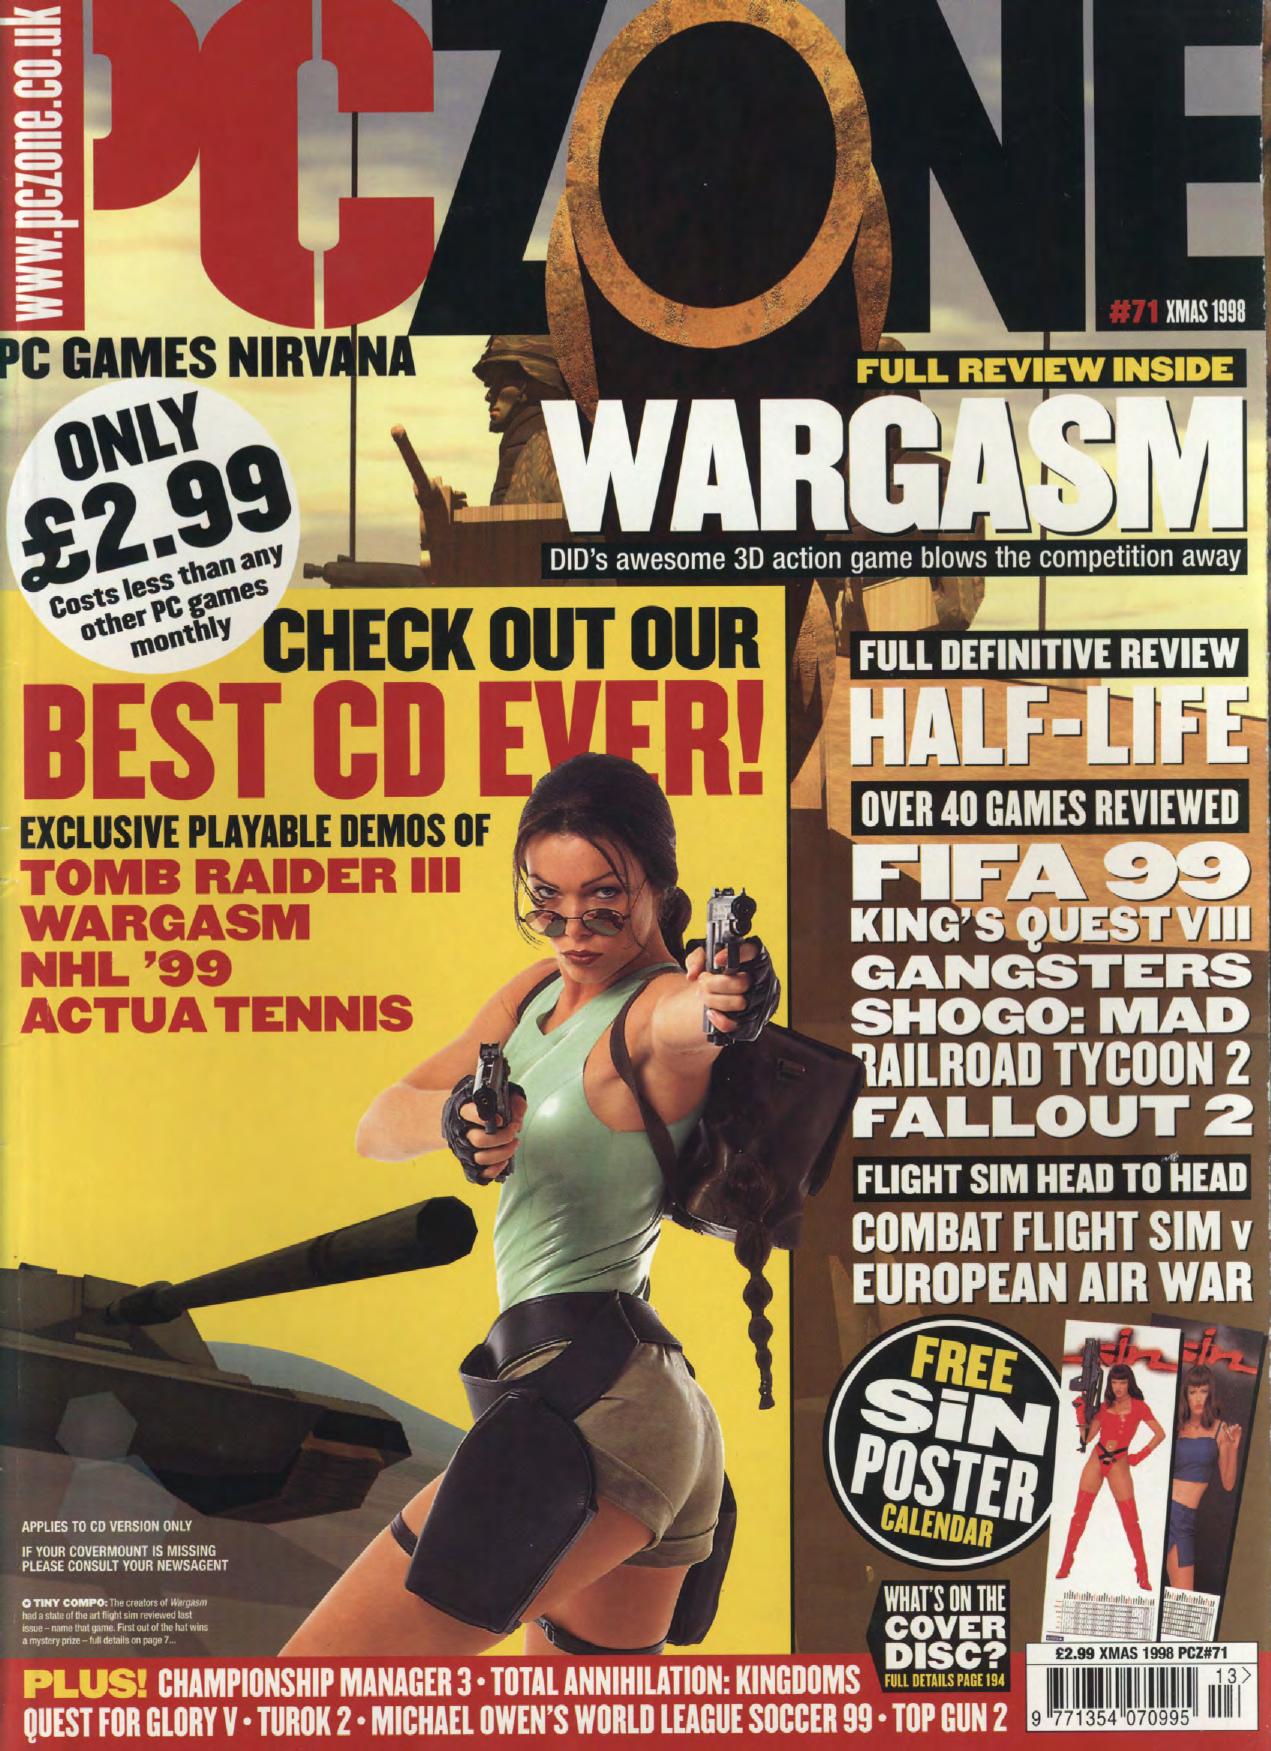 www.pczone.co.uk
PC ZONE
#71 XMAS 1998
PC GAMES NIRVANA
ONLY
£2.99
Costs less than any
other PC games
monthly
FULL REVIEW INSIDE
WARGASM
DID's awesome 3D action game blows the competition away
CHECK OUT OUR
BEST CD EVER!
EXCLUSIVE PLAYABLE DEMOS OF
TOMB RAIDER III
WARGASM
NHL '99
ACTUA TENNIS
FULL DEFINITIVE REVIEW
HALF-LIFE
OVER 40 GAMES REVIEWED
FIFA 99
KING'S QUEST VIII
GANGSTERS
SHOGO: MAD
RAILROAD TYCOON 2
FALLOUT 2
FLIGHT SIM HEAD TO HEAD
COMBAT FLIGHT SIM v
EUROPEAN AIR WAR
FREE
SiN
POSTER
CALENDAR
sin
sin
WHAT'S ON THE
COVER
DISC?
FULL DETAILS PAGE 194
APPLIES TO CD VERSION ONLY
IF YOUR COVERMOUNT IS MISSING
PLEASE CONSULT YOUR NEWSAGENT
TINY COMPO: The creators of Wargasm
had a state of the art flight sim reviewed last
issue – name that game. First out of the hat wins
a mystery prize – full details on page 7...
PLUS! CHAMPIONSHIP MANAGER 3 • TOTAL ANNIHILATION: KINGDOMS
QUEST FOR GLORY V • TUROK 2 • MICHAEL OWEN'S WORLD LEAGUE SOCCER 99 • TOP GUN 2
£2.99 XMAS 1998 PCZ#71
13>
9 771354 070995